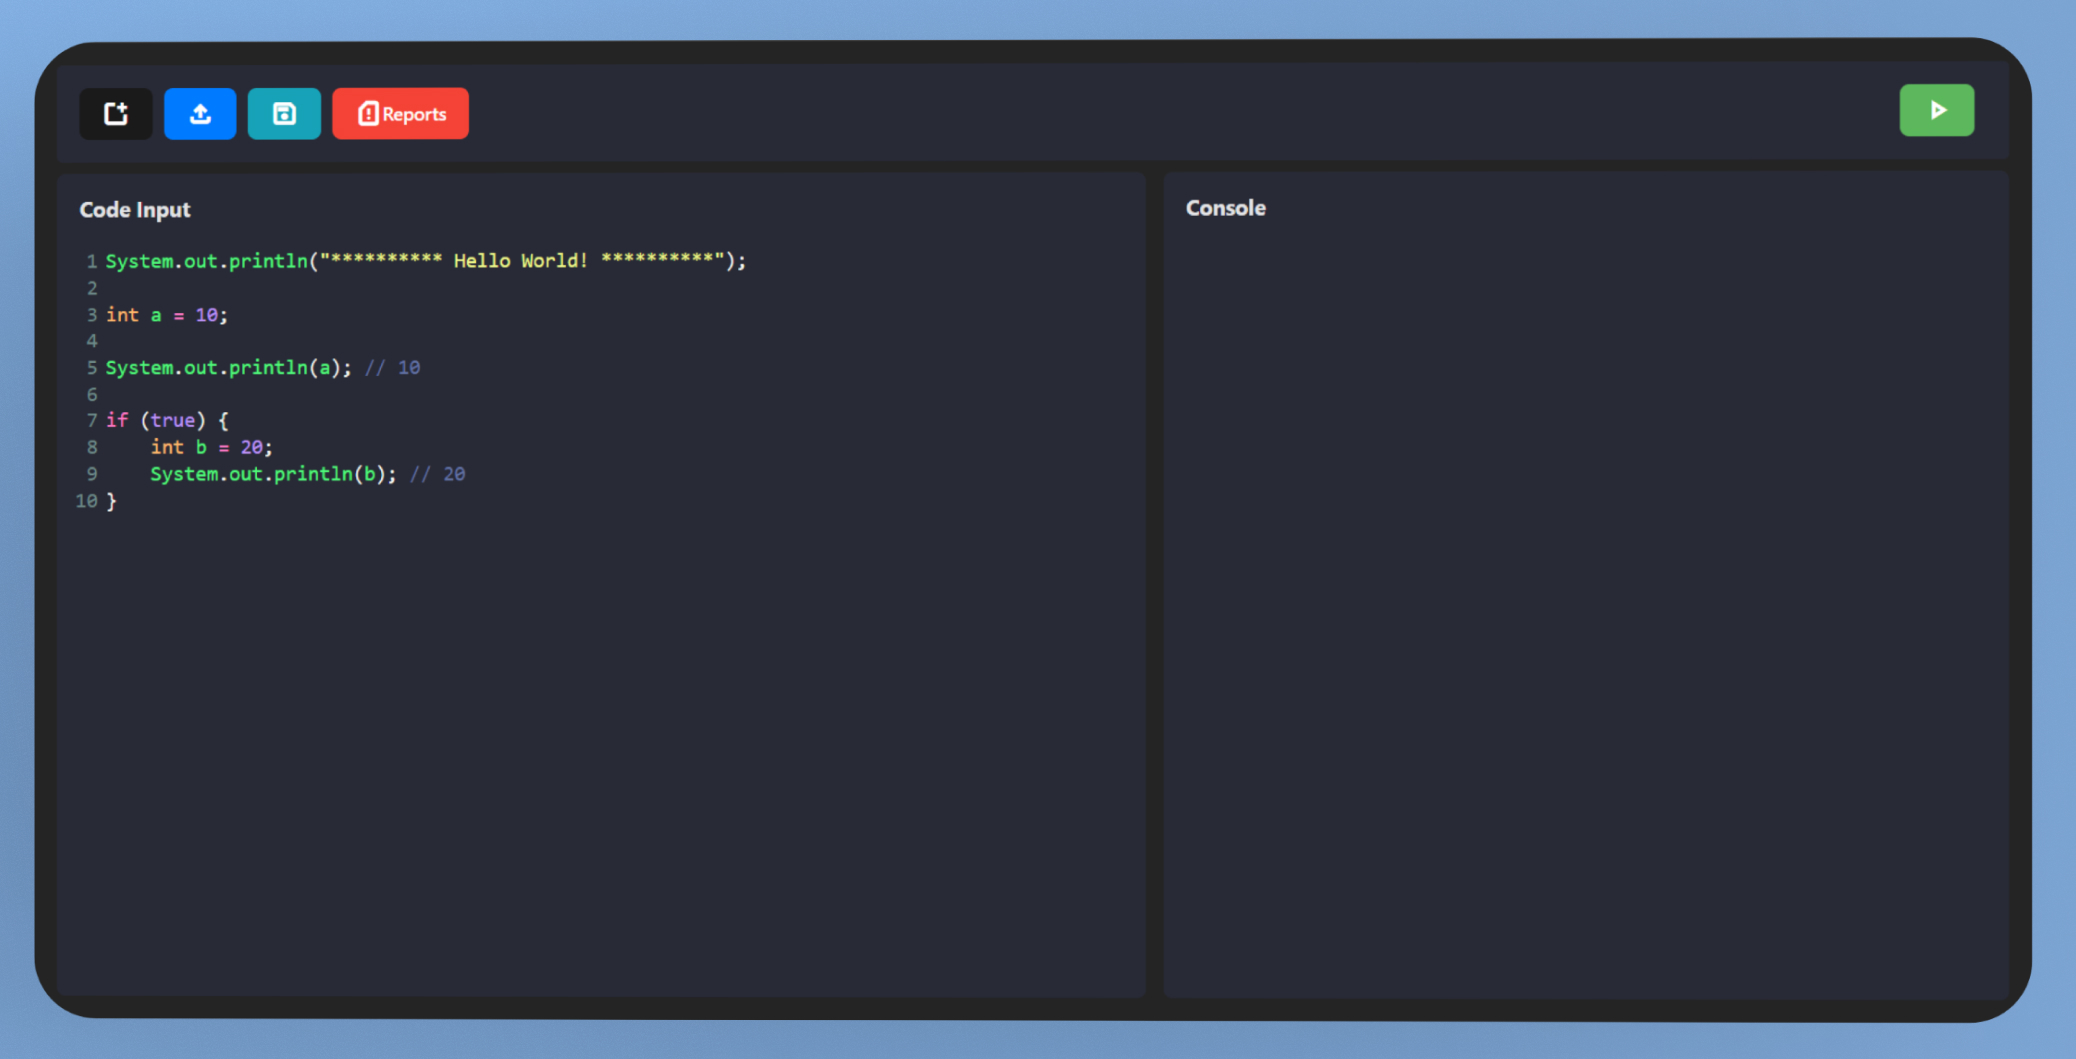 Reports
Code Input
1 System.out.println("********** Hello World! **********");
2
3 int a = 10;
4
5 System.out.println(a); // 10
6
7 if (true) {
8     int b = 20;
9     System.out.println(b); // 20
10 }
Console